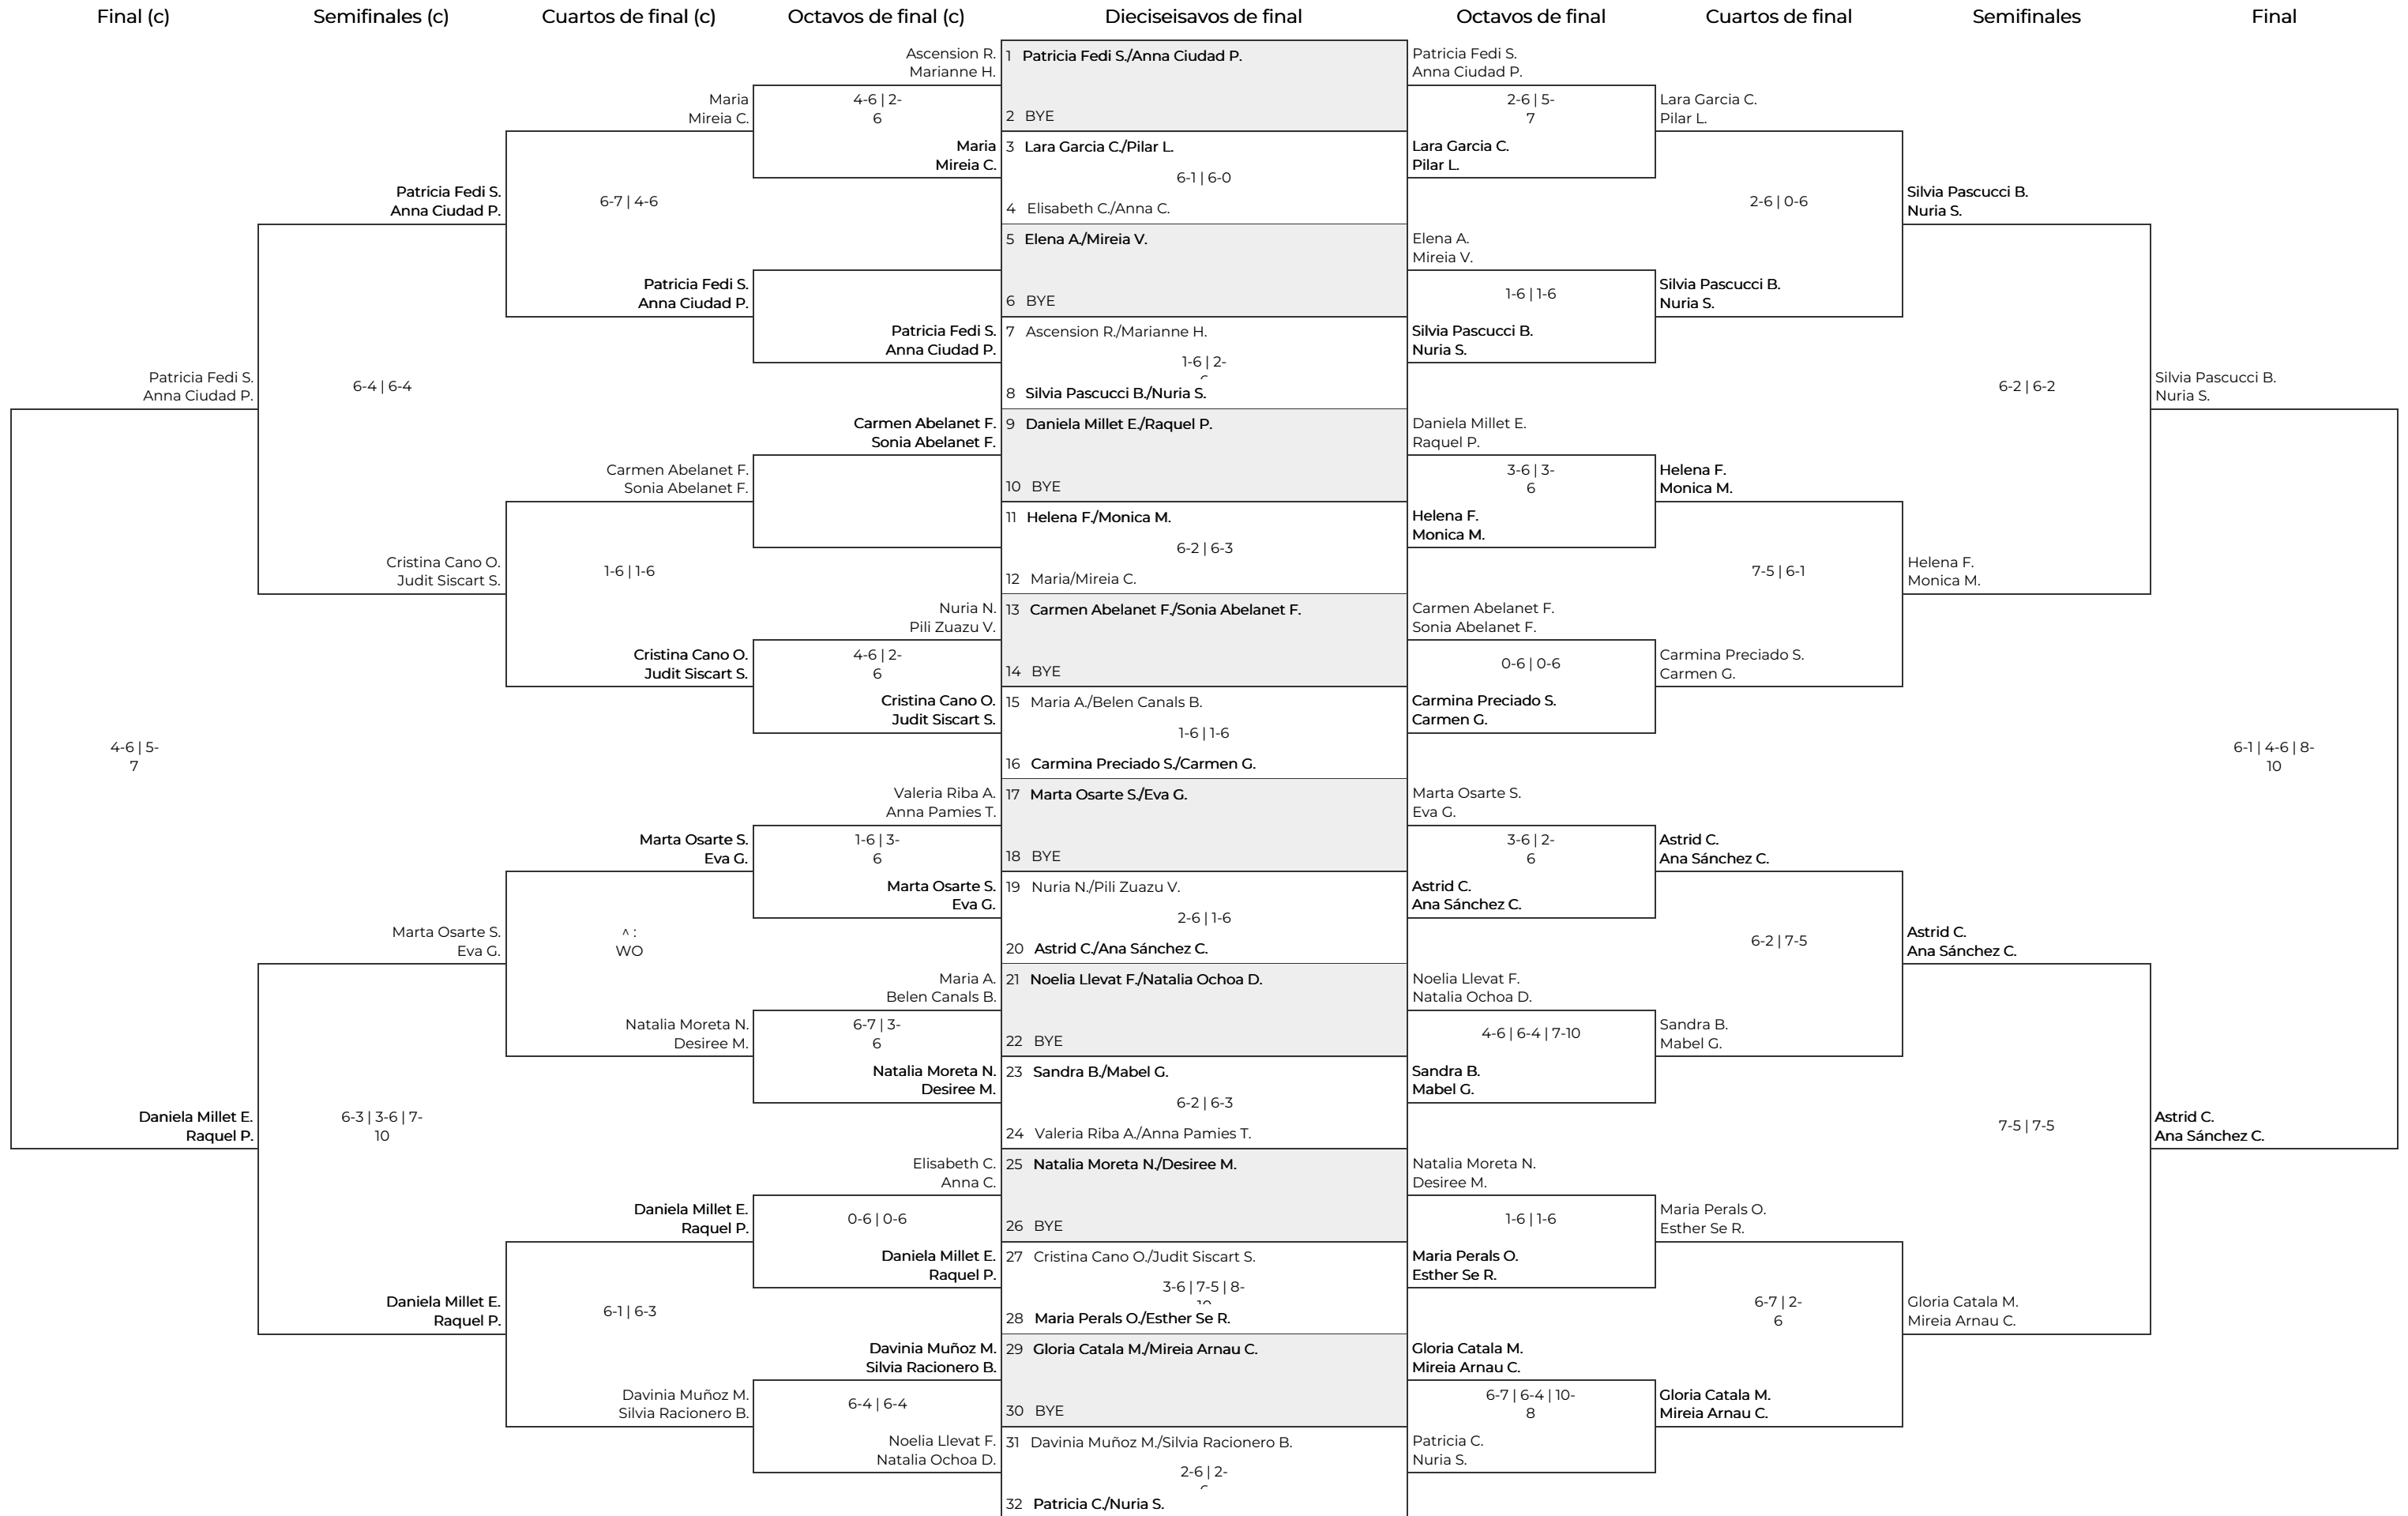 Final (c)
Semifinales (c)
Cuartos de final (c)
Octavos de final (c)
Dieciseisavos de final
Octavos de final
Cuartos de final
Semifinales
Final
Patricia Fedi S.
Anna Ciudad P.
4-6 | 5-
7
Daniela Millet E.
Raquel P.
Patricia Fedi S.
Anna Ciudad P.
6-4 | 6-4
Cristina Cano O.
Judit Siscart S.
Marta Osarte S.
Eva G.
6-3 | 3-6 | 7-
10
Daniela Millet E.
Raquel P.
Maria
Mireia C.
6-7 | 4-6
Patricia Fedi S.
Anna Ciudad P.
Carmen Abelanet F.
Sonia Abelanet F.
1-6 | 1-6
Cristina Cano O.
Judit Siscart S.
Marta Osarte S.
Eva G.
^ :
WO
Natalia Moreta N.
Desiree M.
Daniela Millet E.
Raquel P.
6-1 | 6-3
Davinia Muñoz M.
Silvia Racionero B.
Ascension R.
Marianne H.
4-6 | 2-
6
Maria
Mireia C.
Patricia Fedi S.
Anna Ciudad P.
Carmen Abelanet F.
Sonia Abelanet F.
Nuria N.
Pili Zuazu V.
4-6 | 2-
6
Cristina Cano O.
Judit Siscart S.
Valeria Riba A.
Anna Pamies T.
1-6 | 3-
6
Marta Osarte S.
Eva G.
Maria A.
Belen Canals B.
6-7 | 3-
6
Natalia Moreta N.
Desiree M.
Elisabeth C.
Anna C.
0-6 | 0-6
Daniela Millet E.
Raquel P.
Davinia Muñoz M.
Silvia Racionero B.
6-4 | 6-4
Noelia Llevat F.
Natalia Ochoa D.
1 Patricia Fedi S./Anna Ciudad P.
2 BYE
3 Lara Garcia C./Pilar L.
6-1 | 6-0
4 Elisabeth C./Anna C.
5 Elena A./Mireia V.
6 BYE
7 Ascension R./Marianne H.
1-6 | 2-
8 Silvia Pascucci B./Nuria S.
9 Daniela Millet E./Raquel P.
10 BYE
11 Helena F./Monica M.
6-2 | 6-3
12 Maria/Mireia C.
13 Carmen Abelanet F./Sonia Abelanet F.
14 BYE
15 Maria A./Belen Canals B.
1-6 | 1-6
16 Carmina Preciado S./Carmen G.
17 Marta Osarte S./Eva G.
18 BYE
19 Nuria N./Pili Zuazu V.
2-6 | 1-6
20 Astrid C./Ana Sánchez C.
21 Noelia Llevat F./Natalia Ochoa D.
22 BYE
23 Sandra B./Mabel G.
6-2 | 6-3
24 Valeria Riba A./Anna Pamies T.
25 Natalia Moreta N./Desiree M.
26 BYE
27 Cristina Cano O./Judit Siscart S.
3-6 | 7-5 | 8-
28 Maria Perals O./Esther Se R.
29 Gloria Catala M./Mireia Arnau C.
30 BYE
31 Davinia Muñoz M./Silvia Racionero B.
2-6 | 2-
32 Patricia C./Nuria S.
Patricia Fedi S.
Anna Ciudad P.
2-6 | 5-
7
Lara Garcia C.
Pilar L.
Elena A.
Mireia V.
1-6 | 1-6
Silvia Pascucci B.
Nuria S.
Daniela Millet E.
Raquel P.
3-6 | 3-
6
Helena F.
Monica M.
Carmen Abelanet F.
Sonia Abelanet F.
0-6 | 0-6
Carmina Preciado S.
Carmen G.
Marta Osarte S.
Eva G.
3-6 | 2-
6
Astrid C.
Ana Sánchez C.
Noelia Llevat F.
Natalia Ochoa D.
4-6 | 6-4 | 7-10
Sandra B.
Mabel G.
Natalia Moreta N.
Desiree M.
1-6 | 1-6
Maria Perals O.
Esther Se R.
Gloria Catala M.
Mireia Arnau C.
6-7 | 6-4 | 10-
8
Patricia C.
Nuria S.
Lara Garcia C.
Pilar L.
2-6 | 0-6
Silvia Pascucci B.
Nuria S.
Helena F.
Monica M.
7-5 | 6-1
Carmina Preciado S.
Carmen G.
Astrid C.
Ana Sánchez C.
6-2 | 7-5
Sandra B.
Mabel G.
Maria Perals O.
Esther Se R.
6-7 | 2-
6
Gloria Catala M.
Mireia Arnau C.
Silvia Pascucci B.
Nuria S.
6-2 | 6-2
Helena F.
Monica M.
Astrid C.
Ana Sánchez C.
7-5 | 7-5
Gloria Catala M.
Mireia Arnau C.
Silvia Pascucci B.
Nuria S.
6-1 | 4-6 | 8-
10
Astrid C.
Ana Sánchez C.